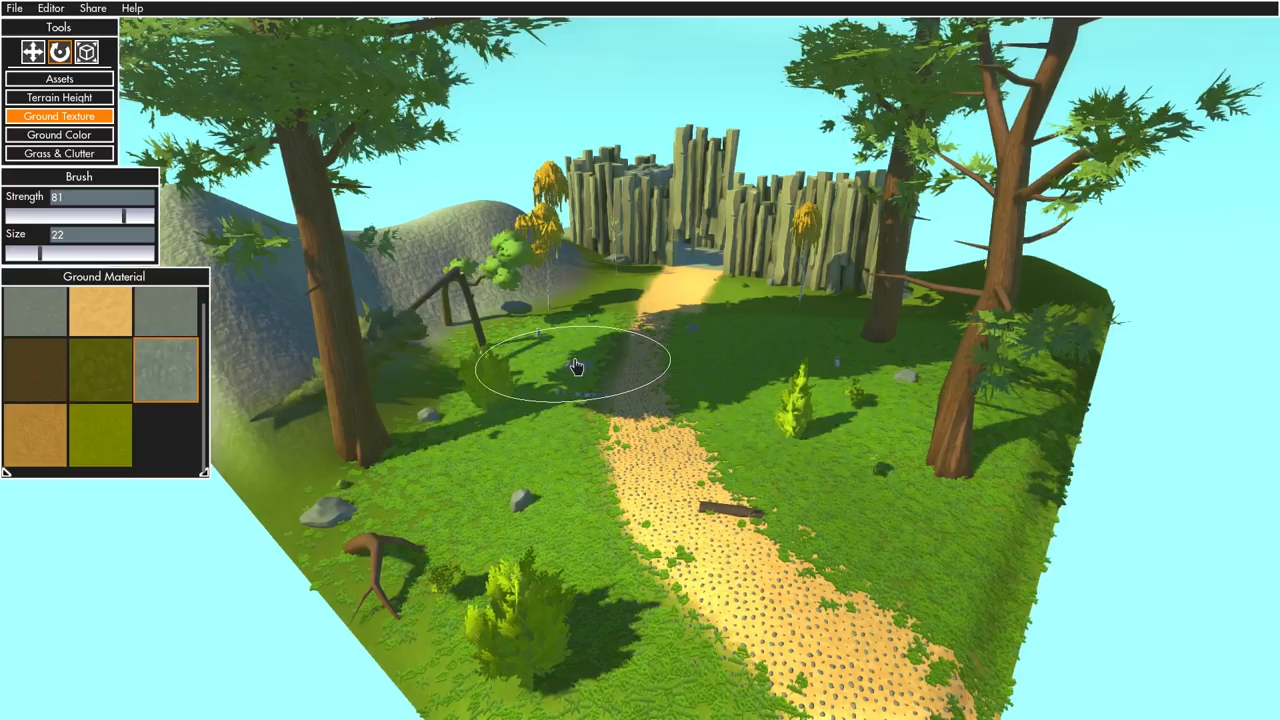 File Editor Share Help
Tools
Assets
Terrain Height
Ground Texture
Ground Color
Grass & Clutter
Brush
Strength 81
Size 22
Ground Material